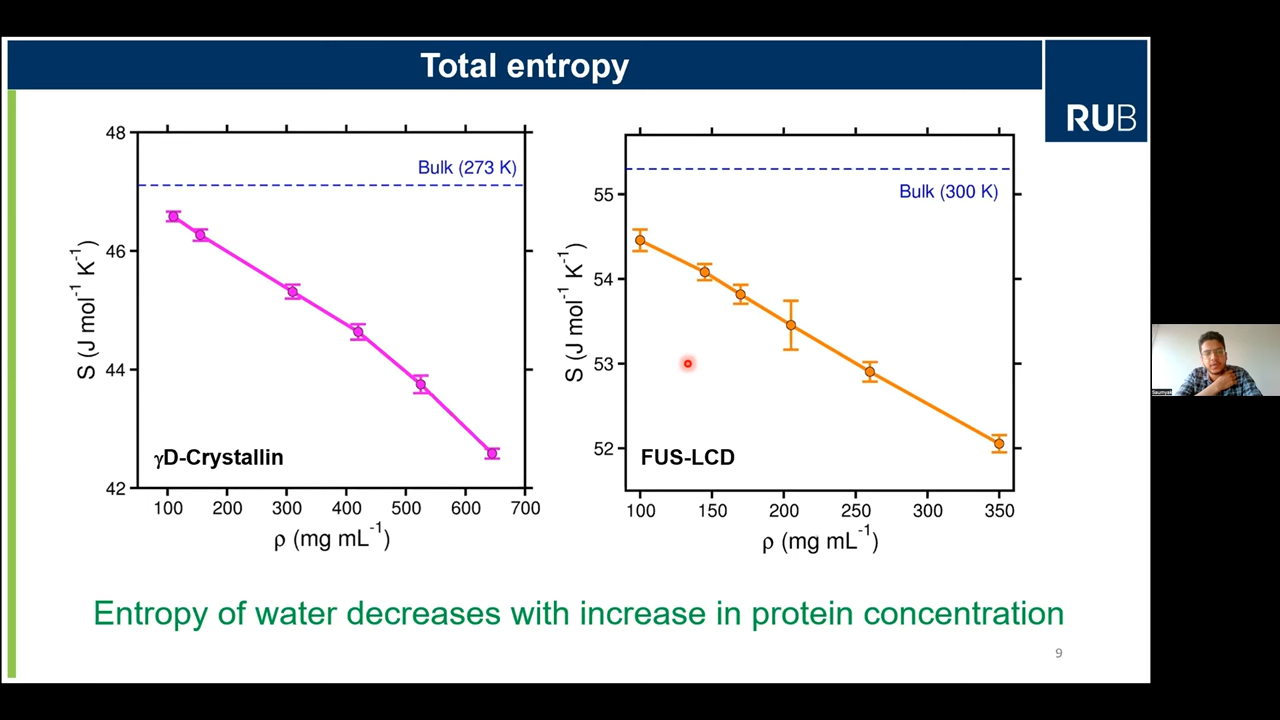 Total entropy
RUB
48
46
44
42
S (J mol⁻¹ K⁻¹)
Bulk (273 K)
γD-Crystallin
100 200 300 400 500 600 700
ρ (mg mL⁻¹)
55
54
53
52
S (J mol⁻¹ K⁻¹)
Bulk (300 K)
FUS-LCD
100 150 200 250 300 350
ρ (mg mL⁻¹)
Entropy of water decreases with increase in protein concentration
9